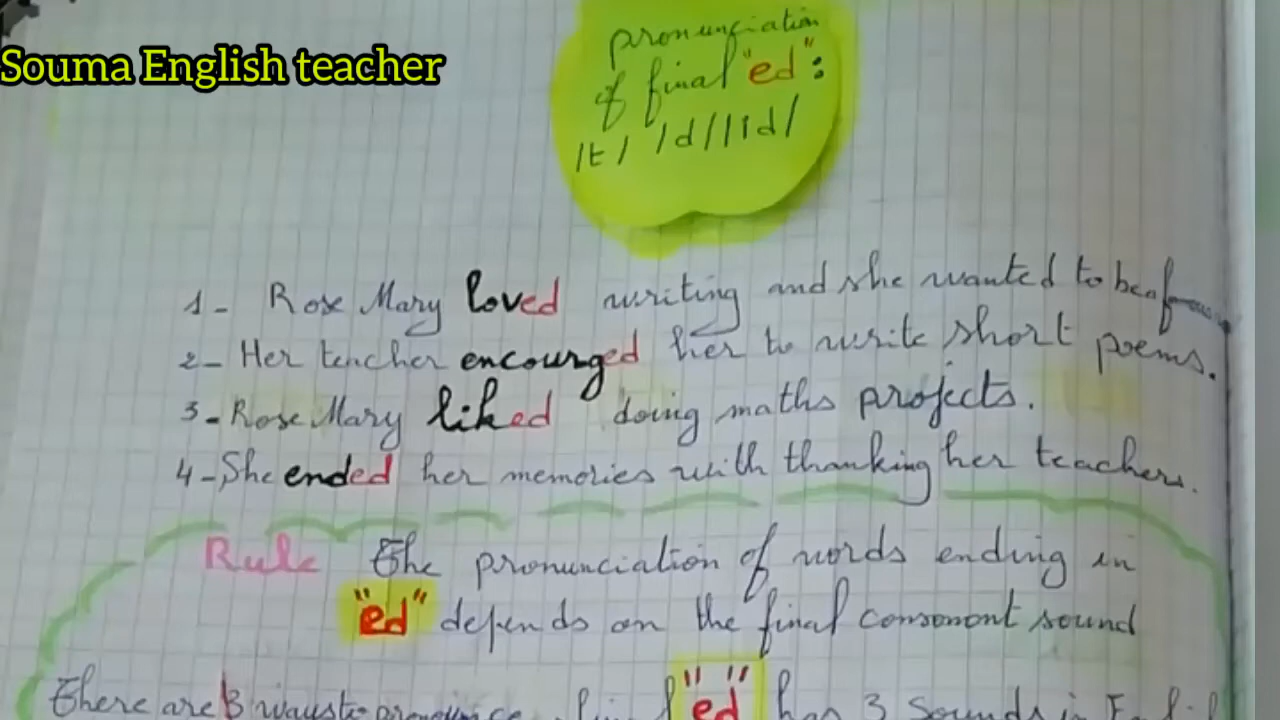 Souma English teacher
pronunciation
of final "ed":
/t/ /d/ /id/
1- Rose Mary loved writing and she wanted to be a
2- Her teacher encourged her to write short poems.
3- Rose Mary liked doing maths projects.
4- She ended her memories with thanking her teachers.
Rule The pronunciation of words ending in
"ed" depends on the final consonont sound
There are 3 ways to "ed" has 3 sounds in